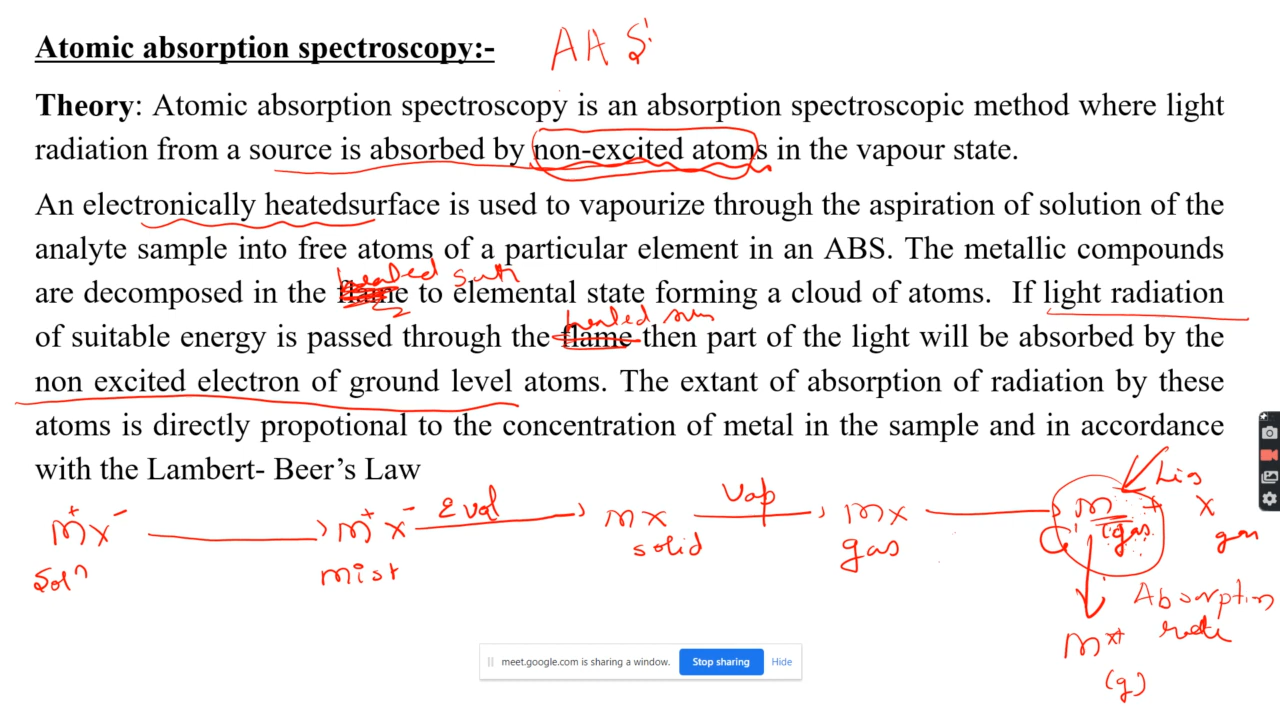 Atomic absorption spectroscopy:- AAS
Theory: Atomic absorption spectroscopy is an absorption spectroscopic method where light
radiation from a source is absorbed by non-excited atoms in the vapour state.
An electronically heatedsurface is used to vapourize through the aspiration of solution of the
analyte sample into free atoms of a particular element in an ABS. The metallic compounds
heated
are decomposed in the flame to elemental state forming a cloud of atoms. If light radiation
heated
of suitable energy is passed through the flame then part of the light will be absorbed by the
non excited electron of ground level atoms. The extant of absorption of radiation by these
atoms is directly propotional to the concentration of metal in the sample and in accordance
with the Lambert- Beer's Law
M+ X- M+ X- MX Vap MX M + X
Soln mist solid gas gas
Absorption
(g)
meet.google.com is sharing a window. Stop sharing Hide